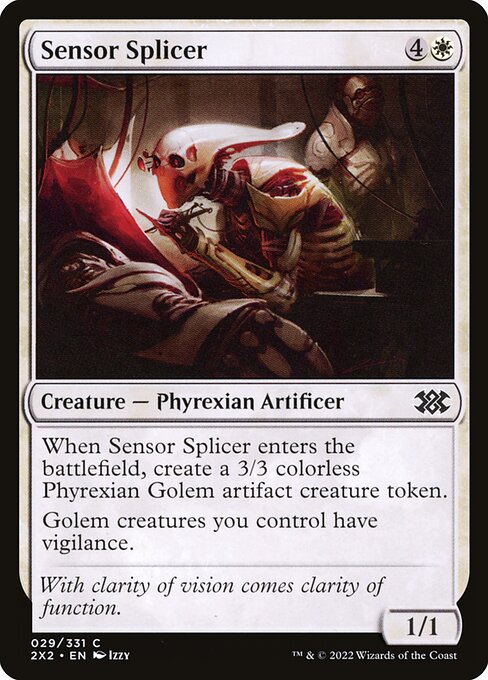 Sensor Splicer 4
Creature — Phyrexian Artificer
When Sensor Splicer enters the
battlefield, create a 3/3 colorless
Phyrexian Golem artifact creature token.
Golem creatures you control have
vigilance.
With clarity of vision comes clarity of
function.
1/1
029/331 C
2X2 • EN Izzy
™ & © 2022 Wizards of the Coast